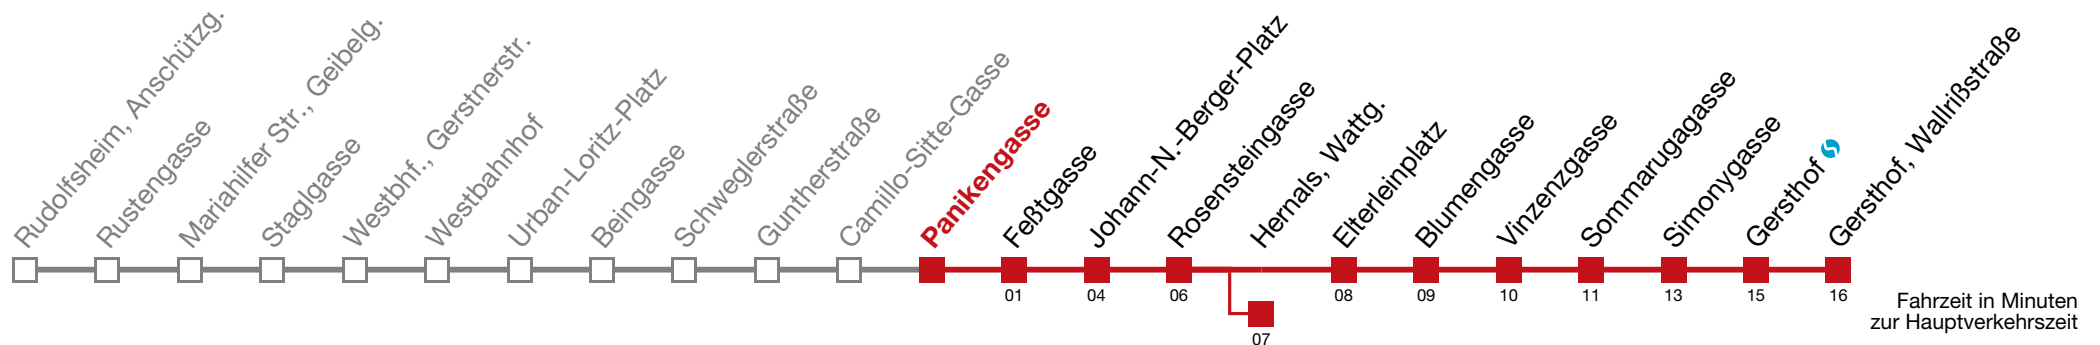 Rudolfsheim, Anschützg.
Rustengasse
Mariahilfer Str., Geibelg.
Staglgasse
Westbhf., Gerstnerstr.
Westbahnhof
Urban-Loritz-Platz
Beingasse
Schweglerstraße
Guntherstraße
Camillo-Sitte-Gasse
Panikengasse
Feßtgasse
Johann-N.-Berger-Platz
Rosensteingasse
Hernals, Wattg.
Elterleinplatz
Blumengasse
Vinzenzgasse
Sommarugagasse
Simonygasse
Gersthof
Gersthof, Wallrißstraße
01 04 06 08 09 10 11 13 15 16
07
Fahrzeit in Minuten
zur Hauptverkehrszeit